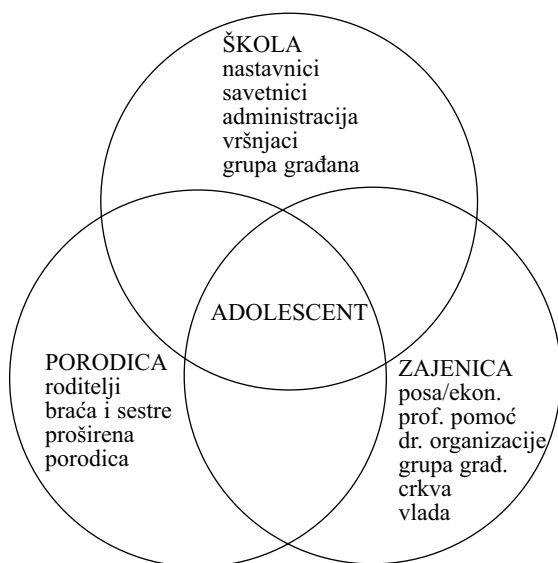 ŠKOLA
nastavnici
savetnici
administracija
vršnjaci
grupa građana
ADOLESCENT
PORODICA
roditelji
braća i sestre
proširena
porodica
ZAJENICA
posa/ekon.
prof. pomoć
dr. organizacije
grupa građ.
crkva
vlada